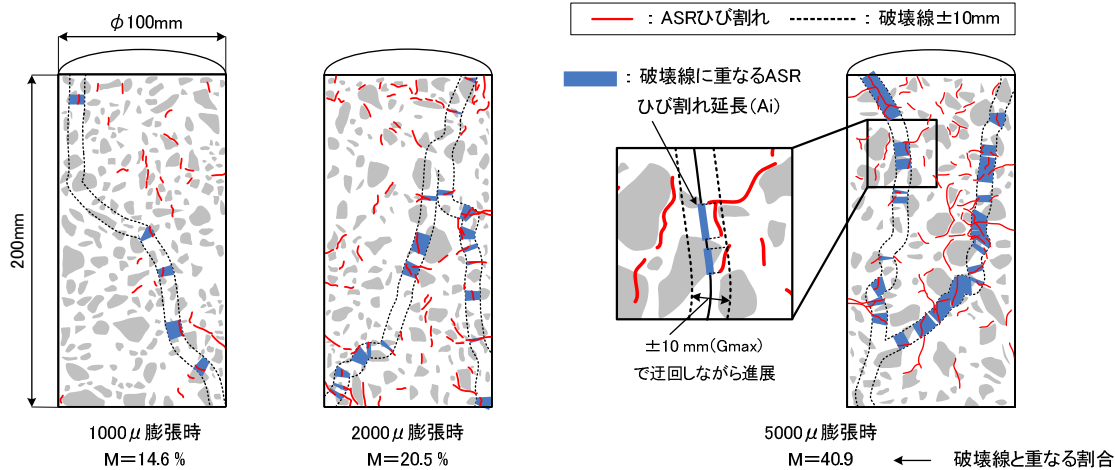 φ100mm
200mm
: ASRひび割れ
: 破壊線±10mm
: 破壊線に重なるASR
ひび割れ延長(Ai)
±10 mm(Gmax)
で迂回しながら進展
1000μ膨張時
M=14.6 %
2000μ膨張時
M=20.5 %
5000μ膨張時
M=40.9
破壊線と重なる割合